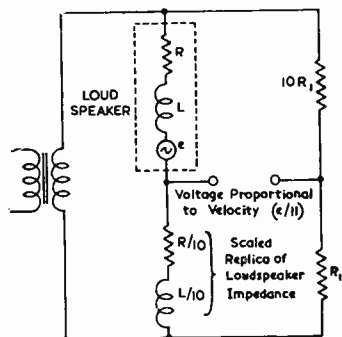 R
10R₁
LOUD
SPEAKER
L
e
Voltage Proportional
to Velocity (e/11)
R/10
Scaled
Replica of
Loudspeaker
Impedance
R₁
L/10